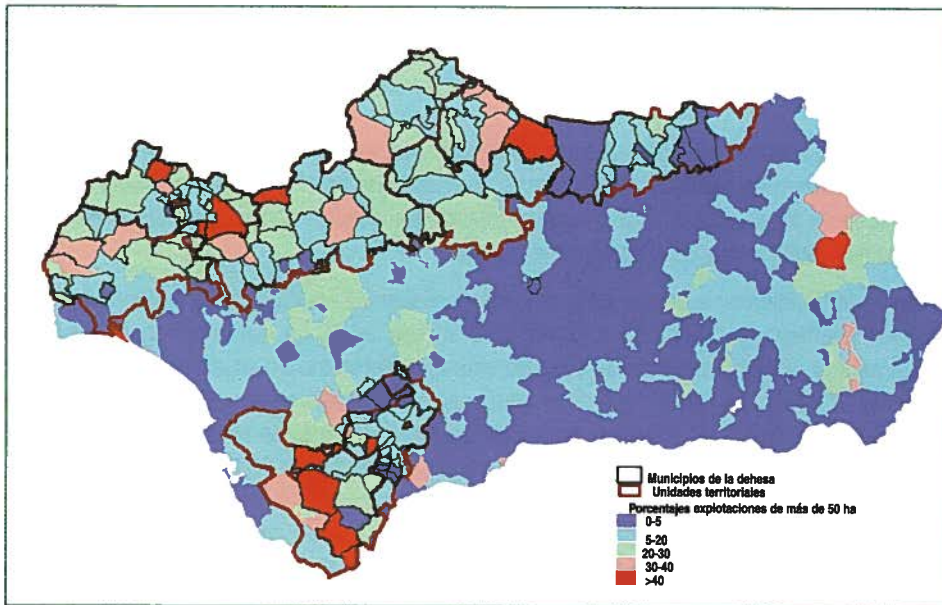 Municipios de la dehesa
Unidades territoriales
Porcentajes explotaciones de más de 50 ha
0-5
5-20
20-30
30-40
>40